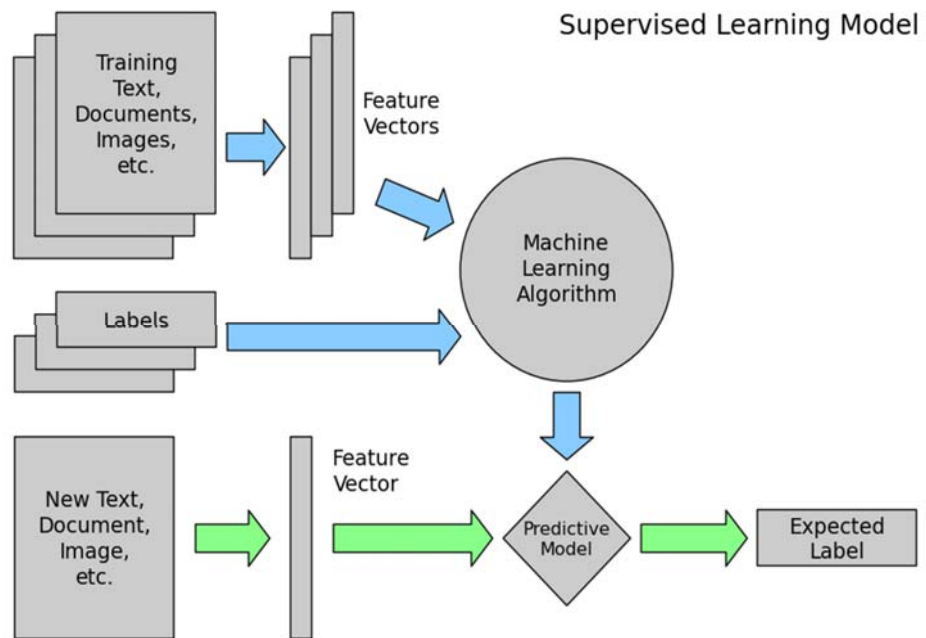 Supervised Learning Model
Training
Text,
Documents,
Images,
etc.
Feature
Vectors
Machine
Learning
Algorithm
Labels
New Text,
Document,
Image,
etc.
Feature
Vector
Predictive
Model
Expected
Label